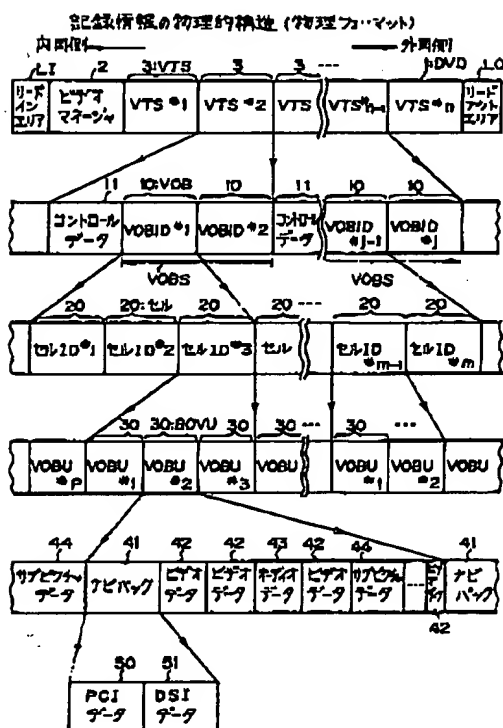 記録情報の物理的構造 (物理フォーマット)
内周側 外周側
LI 2 3:VTS 3 3 --- 1:DVD LO
リードインエリア ビデオマネージャ VTS #1 VTS #2 VTS VTS #n-1 VTS #n リードアウトエリア
11 10:VOB 10 11 10 10
コントロールデータ VOBID #1 VOBID #2 コントロールデータ VOBID #j-1 VOBID #j
VOBS VOBS
20 20:セル 20 20 --- 20 20
セルID #1 セルID #2 セルID #3 セル セルID #m-1 セルID #m
30 30:BOVU 30 30 --- 30 ---
VOBU #P VOBU #1 VOBU #2 VOBU #3 VOBU VOBU #1 VOBU #2 VOBU
44 41 42 42 43 42 44 41
サブピクチャデータ ナビパック ビデオデータ ビデオデータ オーディオデータ ビデオデータ サブピクチャデータ ---- ナビパック
42
50 51
PCI データ DSI データ